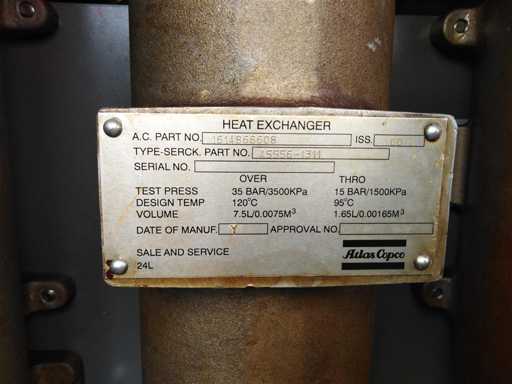 HEAT EXCHANGER
A.C. PART NO. 1614868608 ISS.
TYPE-SERCK. PART NO. 45556-1311
SERIAL NO.
OVER THRO
TEST PRESS 35 BAR/3500KPa 15 BAR/1500KPa
DESIGN TEMP 120°C 95°C
VOLUME 7.5L/0.0075M³ 1.65L/0.00165M³
DATE OF MANUF. Y APPROVAL NO.
SALE AND SERVICE
24L
Atlas Copco